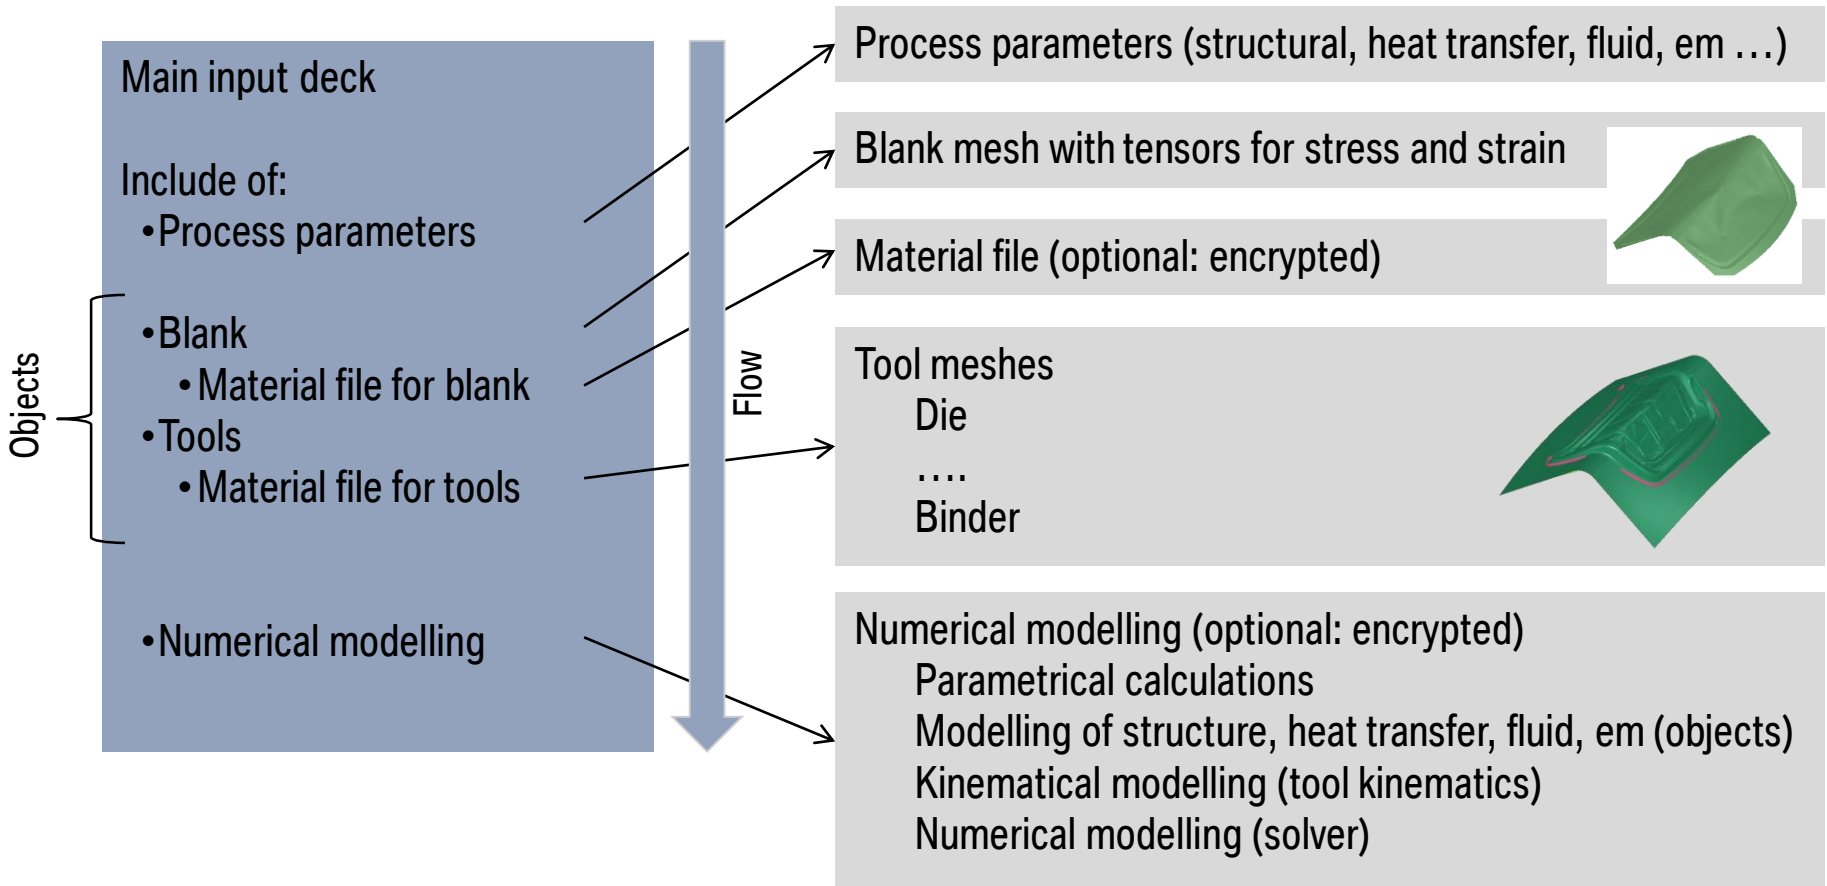 Main input deck
Include of:
•Process parameters
Objects
•Blank
•Material file for blank
•Tools
•Material file for tools
•Numerical modelling
Flow
Process parameters (structural, heat transfer, fluid, em …)
Blank mesh with tensors for stress and strain
Material file (optional: encrypted)
Tool meshes
Die
….
Binder
Numerical modelling (optional: encrypted)
Parametrical calculations
Modelling of structure, heat transfer, fluid, em (objects)
Kinematical modelling (tool kinematics)
Numerical modelling (solver)